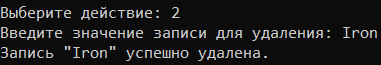 Выберите действие: 2
Введите значение записи для удаления: Iron
Запись "Iron" успешно удалена.